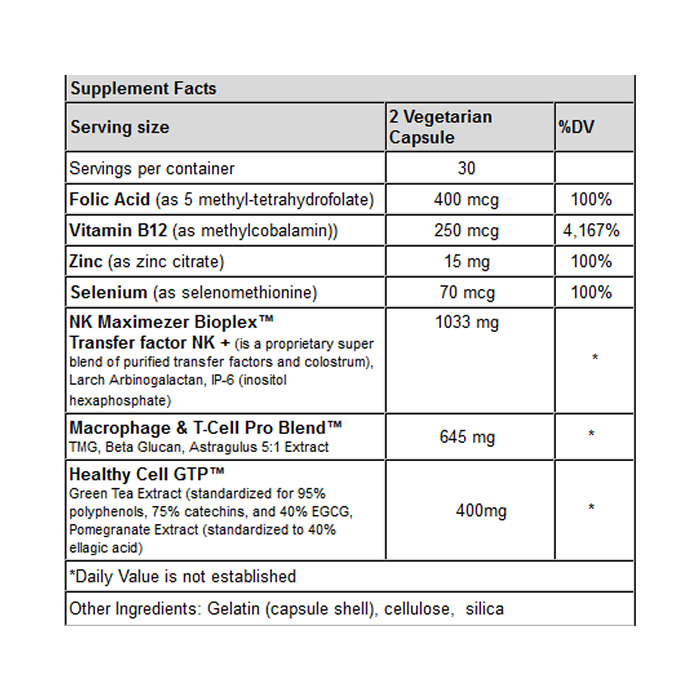 Supplement Facts
Serving size
2 Vegetarian
Capsule
%DV
Servings per container 30
Folic Acid (as 5 methyl-tetrahydrofolate) 400 mcg 100%
Vitamin B12 (as methylcobalamin)) 250 mcg 4,167%
Zinc (as zinc citrate) 15 mg 100%
Selenium (as selenomethionine) 70 mcg 100%
NK Maximezer Bioplex™ 1033 mg
Transfer factor NK + (is a proprietary super
blend of purified transfer factors and colostrum), *
Larch Arbinogalactan, IP-6 (inositol
hexaphosphate)
Macrophage & T-Cell Pro Blend™ 645 mg *
TMG, Beta Glucan, Astragulus 5:1 Extract
Healthy Cell GTP™
Green Tea Extract (standardized for 95%
polyphenols, 75% catechins, and 40% EGCG, 400mg *
Pomegranate Extract (standardized to 40%
ellagic acid)
*Daily Value is not established
Other Ingredients: Gelatin (capsule shell), cellulose, silica